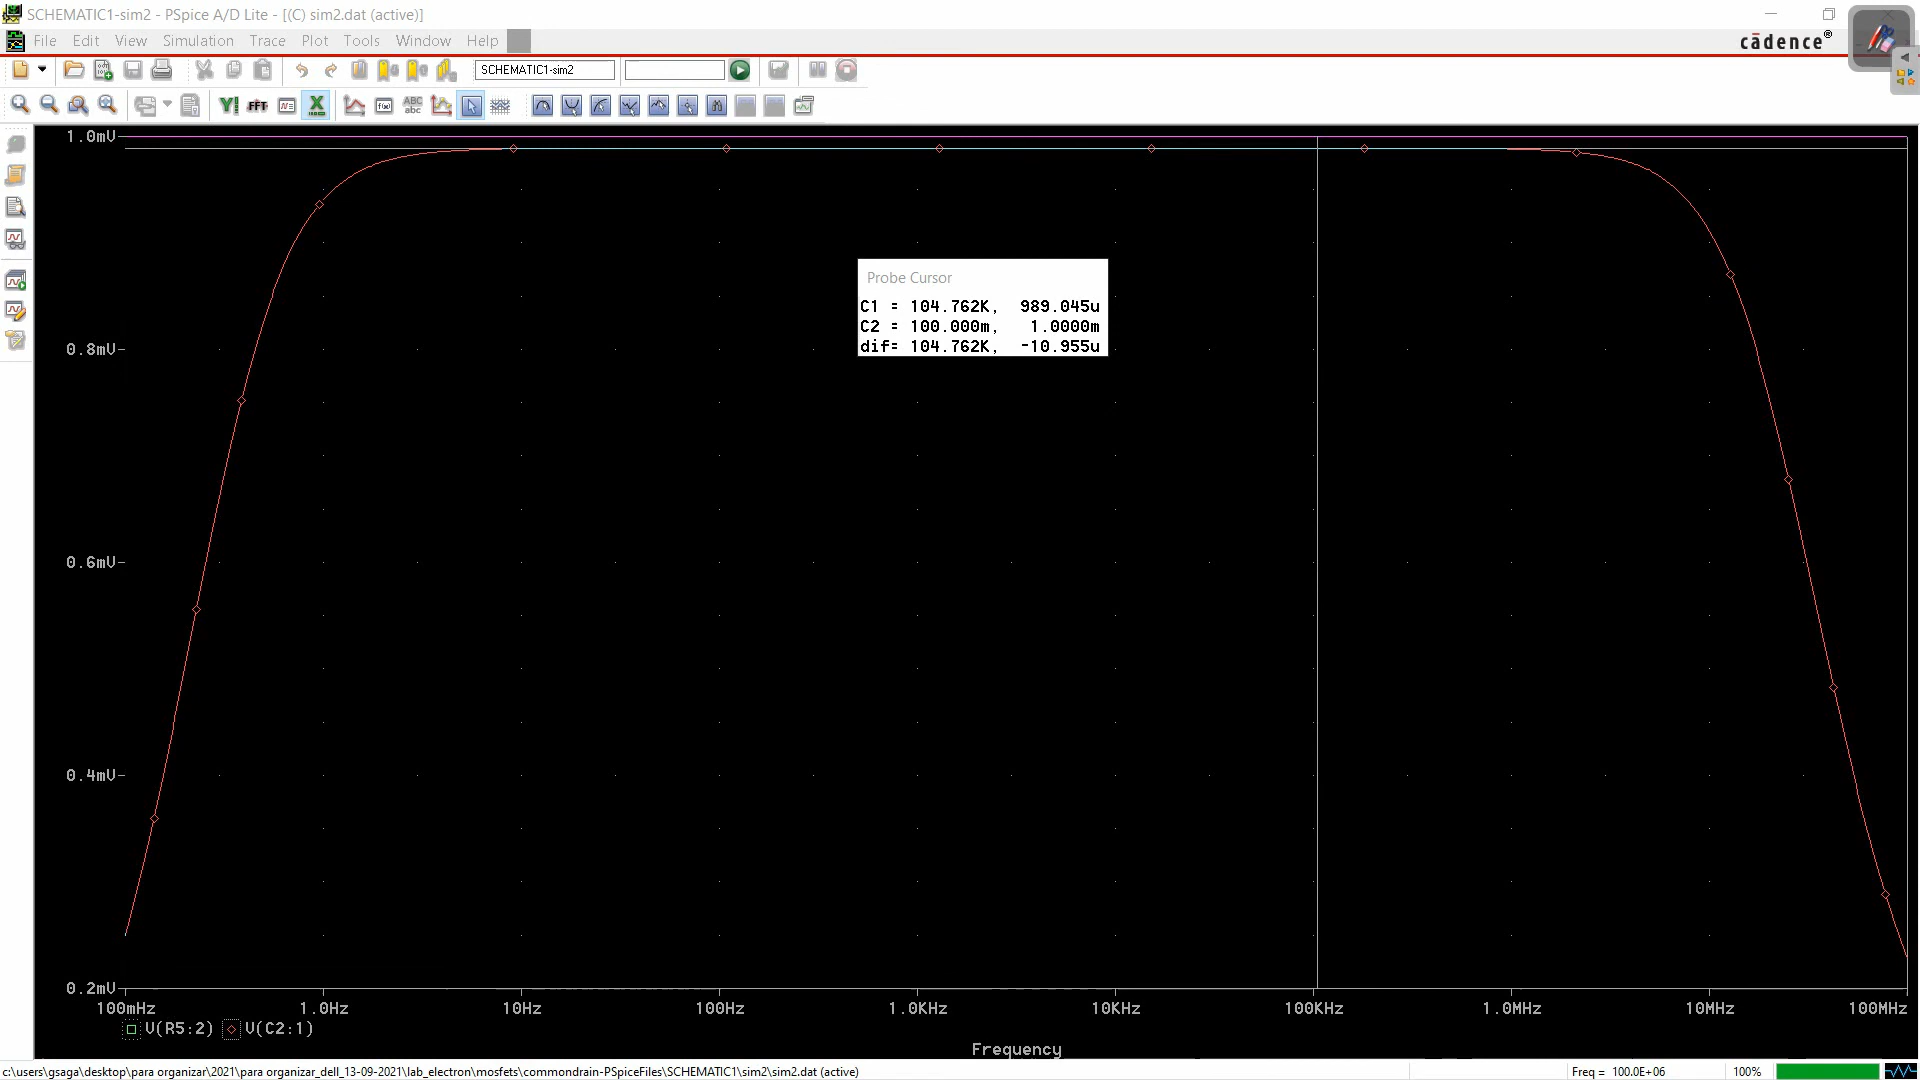 SCHEMATIC1-sim2 - PSpice A/D Lite - [(C) sim2.dat (active)]
File Edit View Simulation Trace Plot Tools Window Help
cādence®
SCHEMATIC1-sim2
FFT
ABC
abc
1.0mV
0.8mV
0.6mV
0.4mV
0.2mV
Probe Cursor
C1 = 104.762K, 989.045u
C2 = 100.000m, 1.0000m
dif= 104.762K, -10.955u
100mHz 1.0Hz 10Hz 100Hz 1.0KHz 10KHz 100KHz 1.0MHz 10MHz 100MHz
V(R5:2) V(C2:1)
Frequency
c:\users\gsaga\desktop\para organizar\2021\para organizar_dell_13-09-2021\lab_electron\mosfets\commondrain-PSpiceFiles\SCHEMATIC1\sim2\sim2.dat (active)
Freq = 100.0E+06 100%